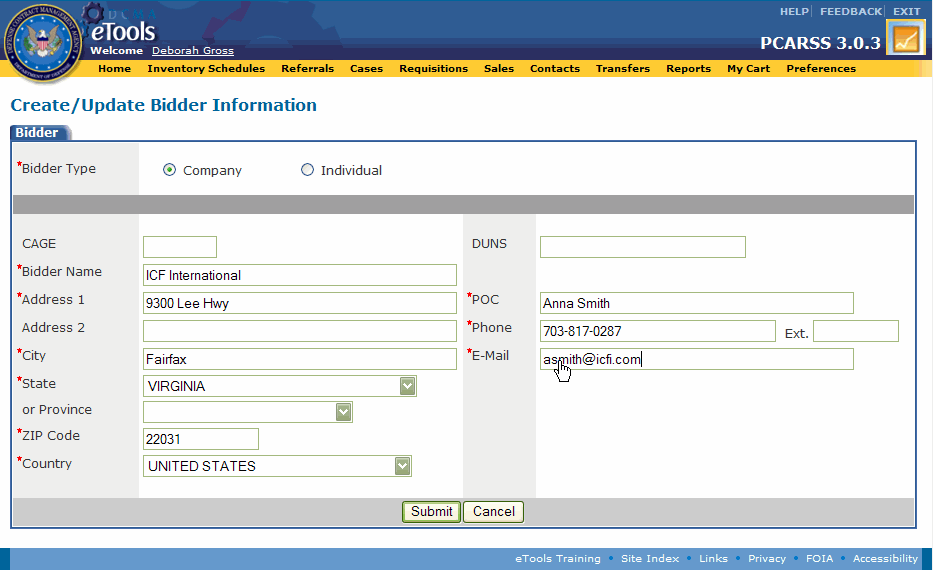 HELP FEEDBACK EXIT
DCMA
eTools
Welcome Deborah Gross
PCARSS 3.0.3
Home Inventory Schedules Referrals Cases Requisitions Sales Contacts Transfers Reports My Cart Preferences
Create/Update Bidder Information
Bidder
*Bidder Type Company Individual
CAGE DUNS
*Bidder Name ICF International
*Address 1 9300 Lee Hwy *POC Anna Smith
Address 2 *Phone 703-817-0287 Ext.
*City Fairfax *E-Mail asmith@icfi.com
*State VIRGINIA
or Province
*ZIP Code 22031
*Country UNITED STATES
Submit Cancel
eTools Training • Site Index • Links • Privacy • FOIA • Accessibility